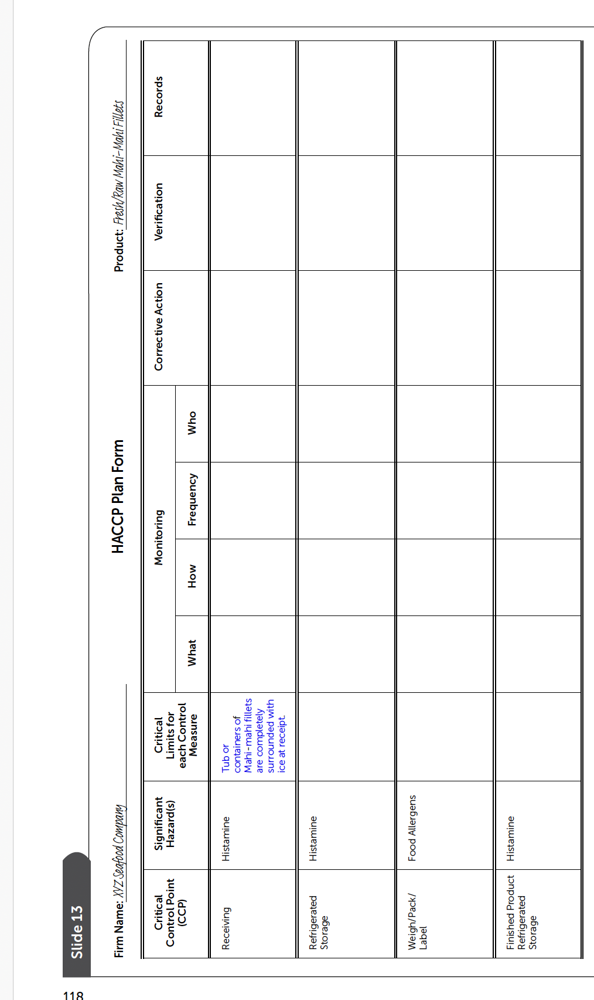 Slide 13
HACCP Plan Form
Firm Name: XYZ Seafood Company
Product: Fresh/Raw Mahi-Mahi Fillets
Critical
Control Point
(CCP)
Significant
Hazard(s)
Critical
Limits for
each Control
Measure
Monitoring
What
How
Frequency
Who
Corrective Action
Verification
Records
Receiving
Histamine
Tub or
containers of
Mahi-mahi fillets
are completely
surrounded with
ice at receipt.
Refrigerated
Storage
Histamine
Weigh/Pack/
Label
Food Allergens
Finished Product
Refrigerated
Storage
Histamine
118